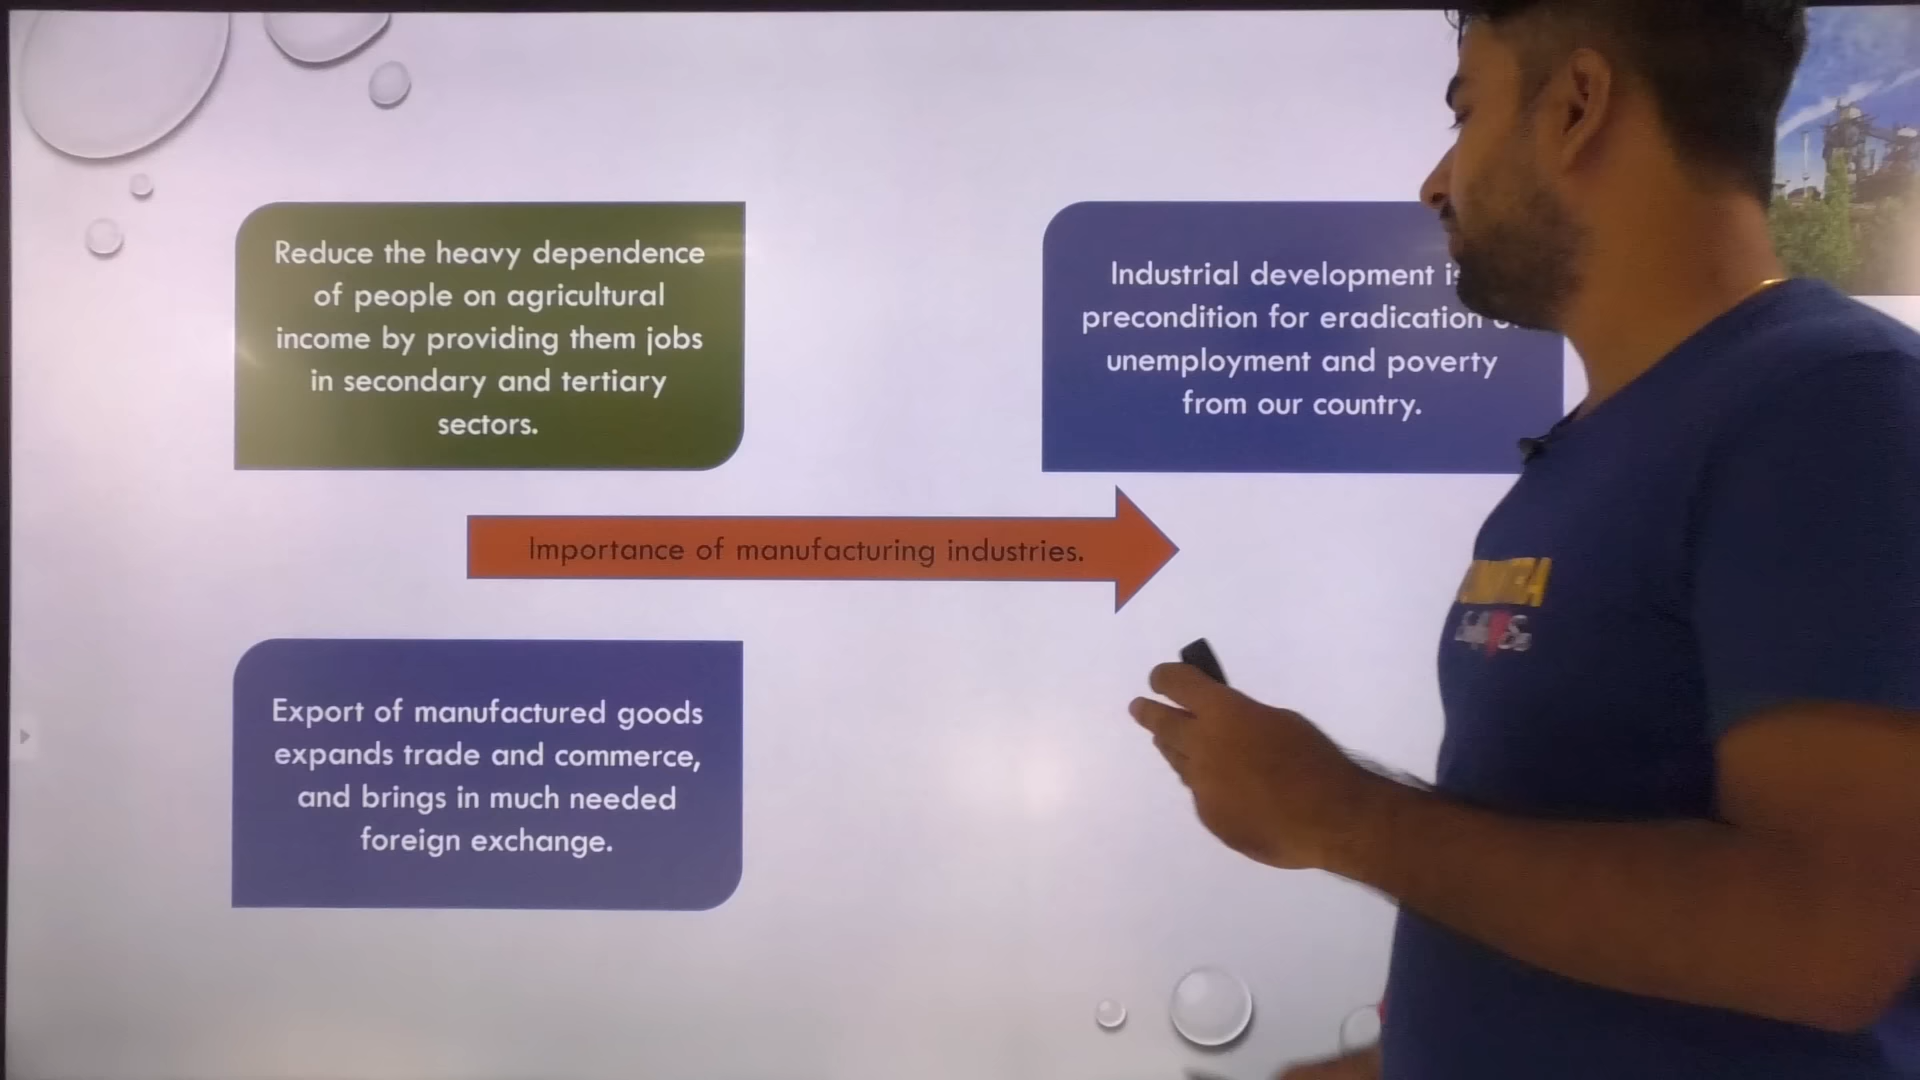 Reduce the heavy dependence
of people on agricultural
income by providing them jobs
in secondary and tertiary
sectors.
Industrial development
precondition for eradication
unemployment and poverty
from our country.
Importance of manufacturing industries.
Export of manufactured goods
expands trade and commerce,
and brings in much needed
foreign exchange.